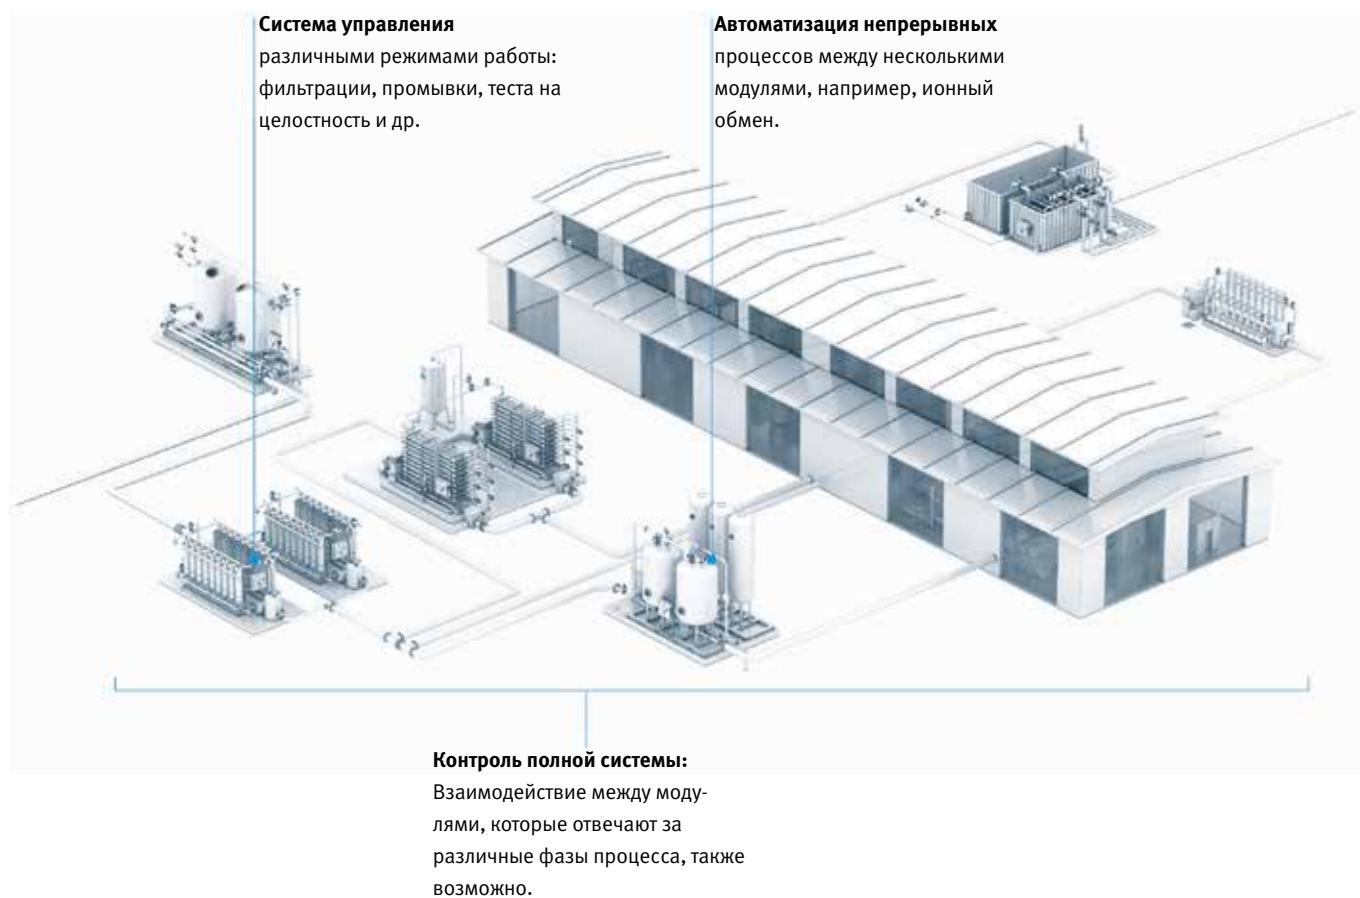 Система управления
различными режимами работы:
фильтрации, промывки, теста на
целостность и др.
Автоматизация непрерывных
процессов между несколькими
модулями, например, ионный
обмен.
Контроль полной системы:
Взаимодействие между моду-
лями, которые отвечают за
различные фазы процесса, также
возможно.